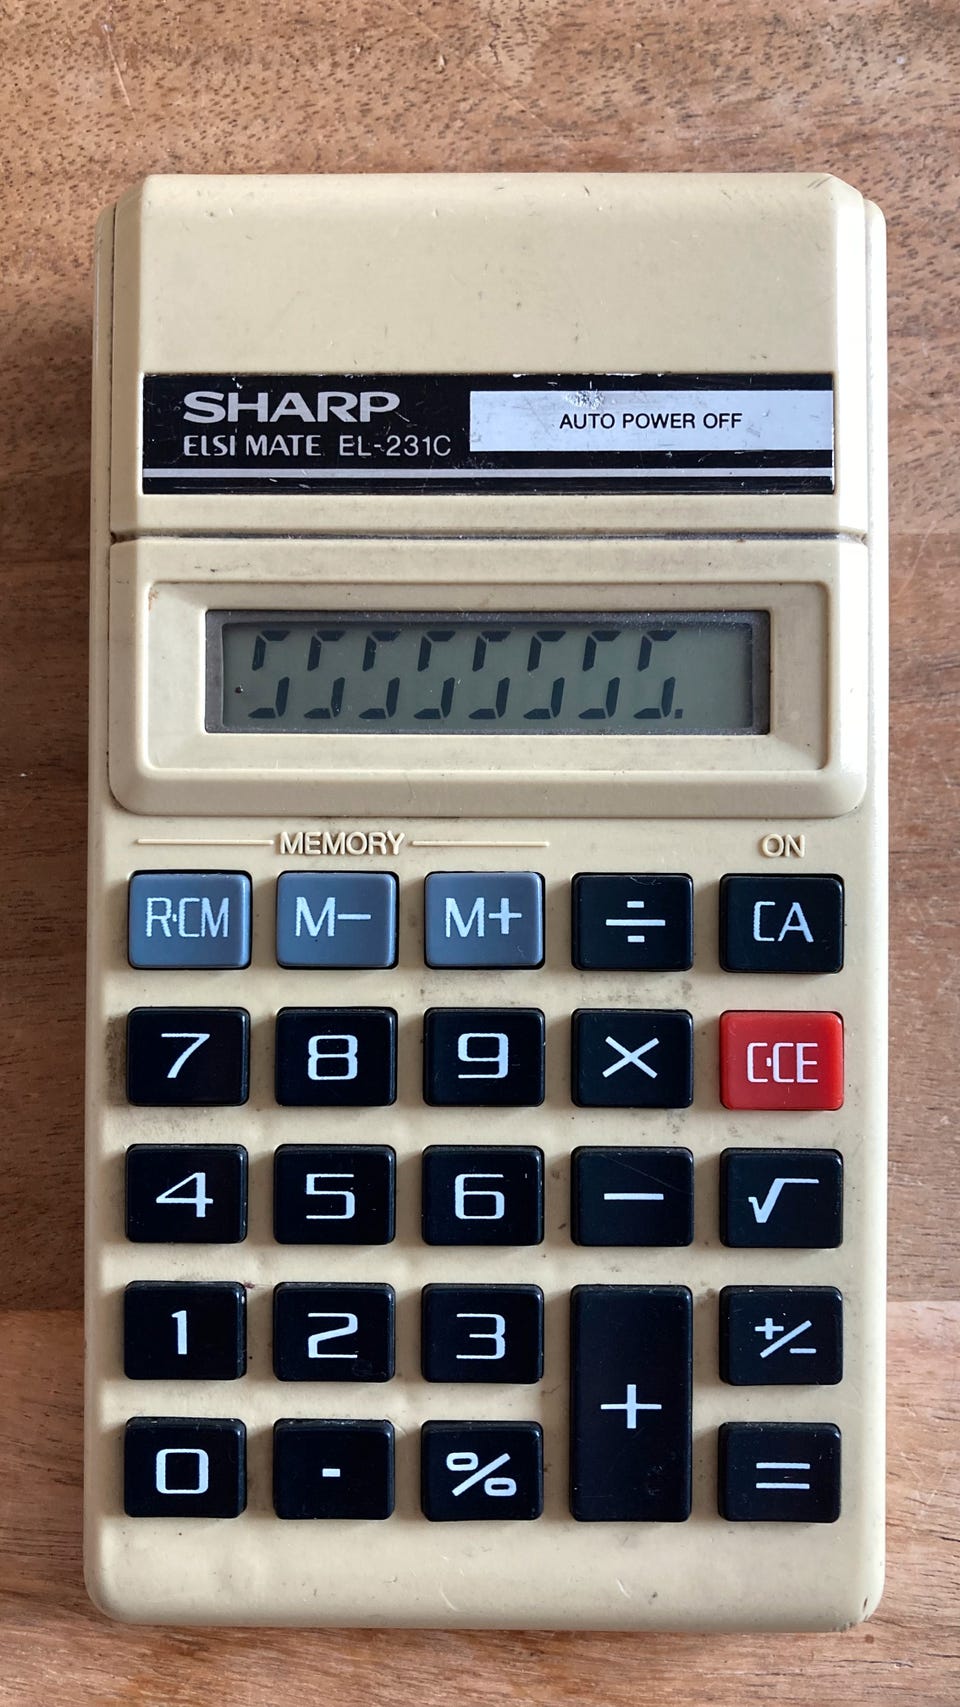 SHARP
ELSI MATE EL-231C
AUTO POWER OFF
55555555.
MEMORY ON
R·CM M− M+ ÷ CA
7 8 9 × C·CE
4 5 6 − √
1 2 3 + +/−
0 . % =